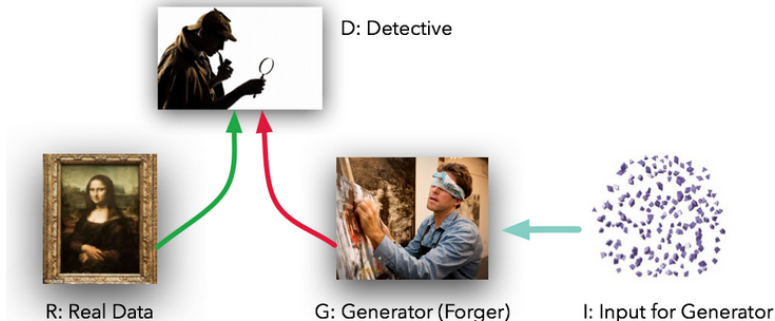 D: Detective
R: Real Data
G: Generator (Forger)
I: Input for Generator